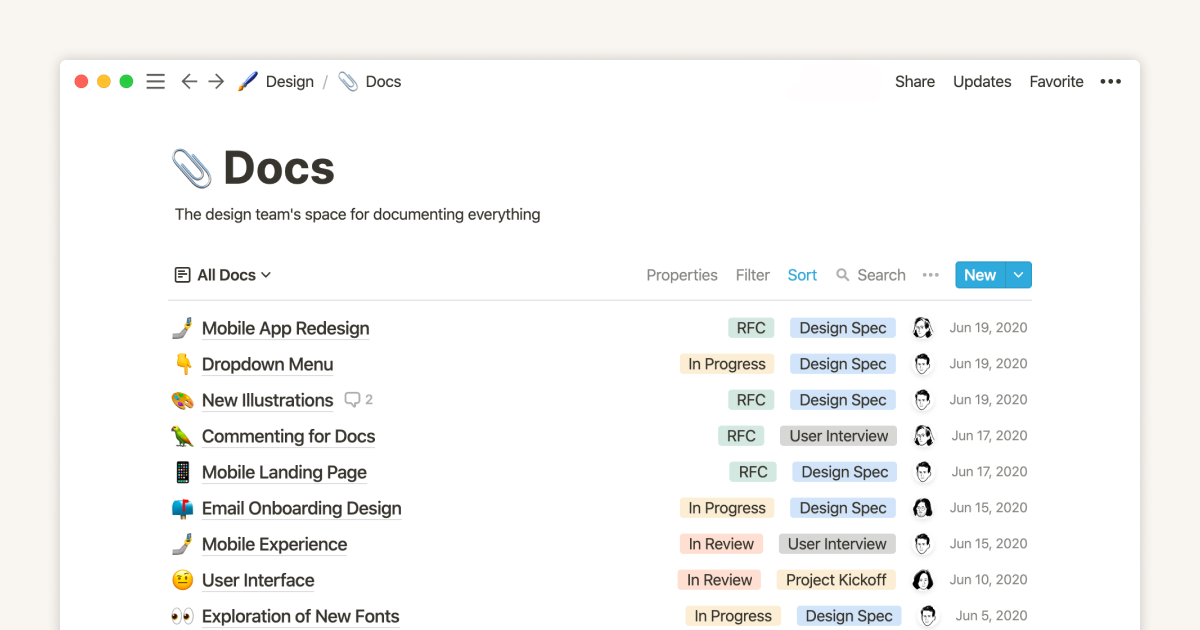 Design / Docs Share Updates Favorite •••
Docs
The design team's space for documenting everything
All Docs Properties Filter Sort Search ••• New
Mobile App Redesign RFC Design Spec Jun 19, 2020
Dropdown Menu In Progress Design Spec Jun 19, 2020
New Illustrations 2 RFC Design Spec Jun 19, 2020
Commenting for Docs RFC User Interview Jun 17, 2020
Mobile Landing Page RFC Design Spec Jun 17, 2020
Email Onboarding Design In Progress Design Spec Jun 15, 2020
Mobile Experience In Review User Interview Jun 15, 2020
User Interface In Review Project Kickoff Jun 10, 2020
Exploration of New Fonts In Progress Design Spec Jun 5, 2020